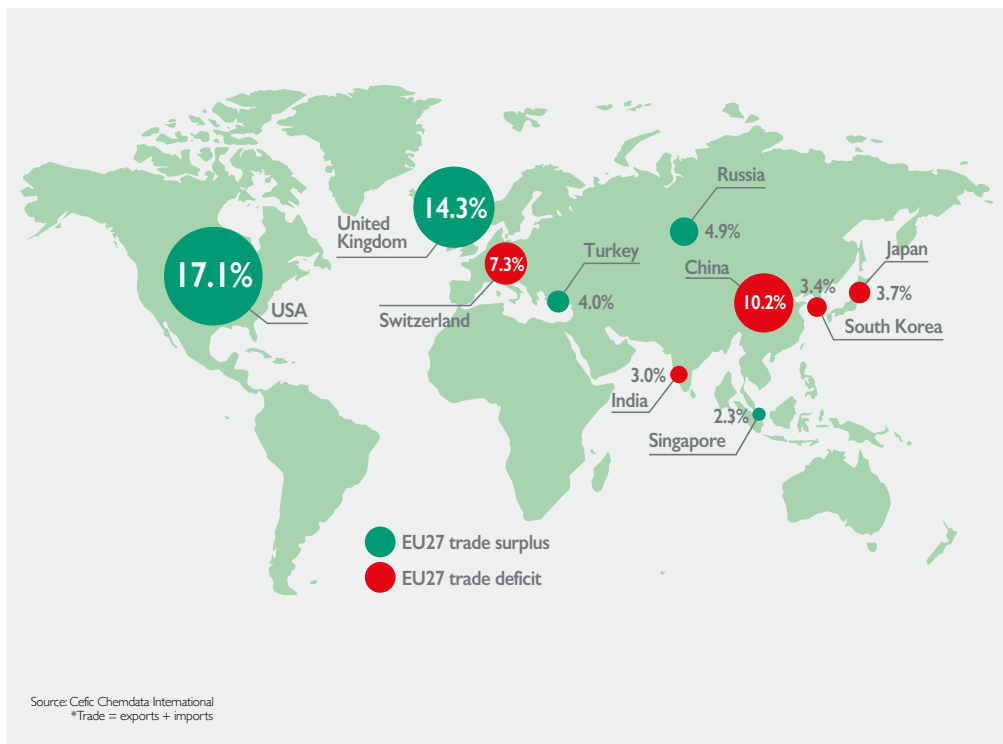 Russia
14.3%
4.9%
United
Kingdom
Turkey
Japan
7.3%
China
17.1%
3.4%
4.0%
10.2%
3.7%
USA
Switzerland
South Korea
3.0%
India
2.3%
Singapore
EU27 trade surplus
EU27 trade deficit
Source: Cefic Chemdata International
*Trade = exports + imports